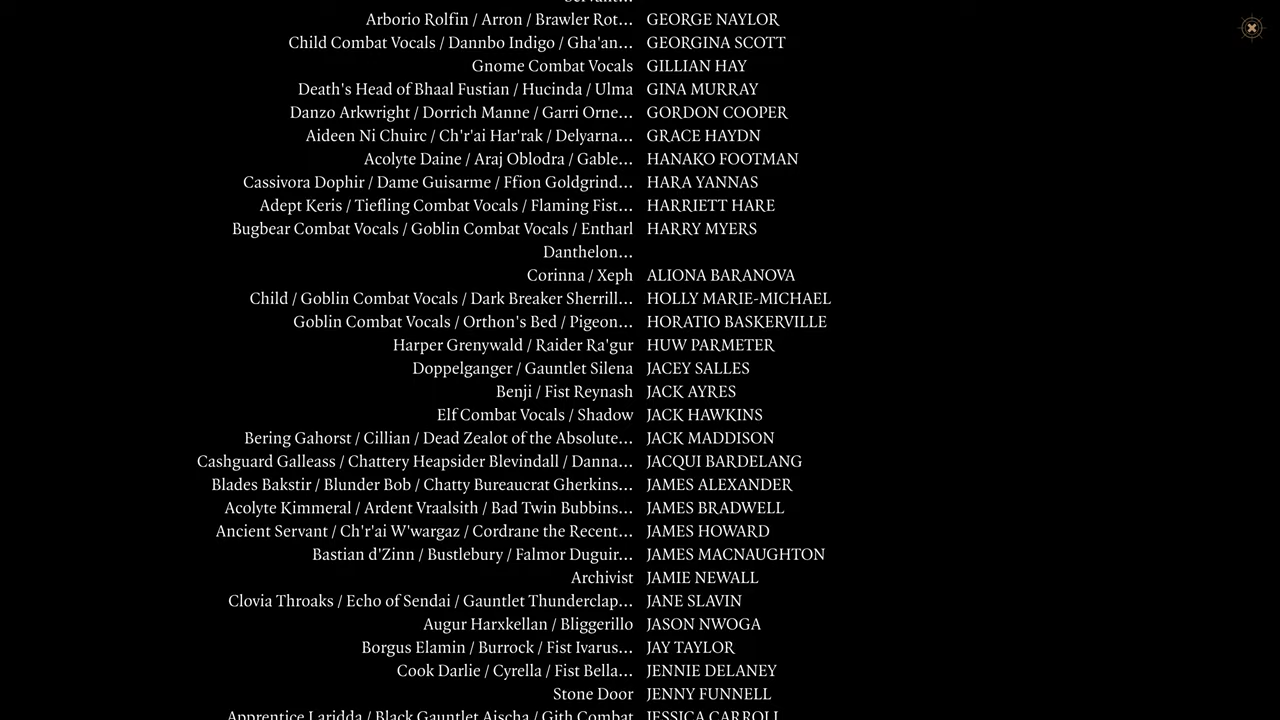 Servant...
Arborio Rolfin / Arron / Brawler Rot... GEORGE NAYLOR
Child Combat Vocals / Dannbo Indigo / Gha'an... GEORGINA SCOTT
Gnome Combat Vocals GILLIAN HAY
Death's Head of Bhaal Fustian / Hucinda / Ulma GINA MURRAY
Danzo Arkwright / Dorrich Manne / Garri Orne... GORDON COOPER
Aideen Ni Chuirc / Ch'r'ai Har'rak / Delyarna... GRACE HAYDN
Acolyte Daine / Araj Oblodra / Gable... HANAKO FOOTMAN
Cassivora Dophir / Dame Guisarme / Ffion Goldgrind... HARA YANNAS
Adept Keris / Tiefling Combat Vocals / Flaming Fist... HARRIETT HARE
Bugbear Combat Vocals / Goblin Combat Vocals / Entharl HARRY MYERS
Danthelon...
Corinna / Xeph ALIONA BARANOVA
Child / Goblin Combat Vocals / Dark Breaker Sherrill... HOLLY MARIE-MICHAEL
Goblin Combat Vocals / Orthon's Bed / Pigeon... HORATIO BASKERVILLE
Harper Grenywald / Raider Ra'gur HUW PARMETER
Doppelganger / Gauntlet Silena JACEY SALLES
Benji / Fist Reynash JACK AYRES
Elf Combat Vocals / Shadow JACK HAWKINS
Bering Gahorst / Cillian / Dead Zealot of the Absolute... JACK MADDISON
Cashguard Galleass / Chattery Heapsider Blevindall / Danna... JACQUI BARDELANG
Blades Bakstir / Blunder Bob / Chatty Bureaucrat Gherkins... JAMES ALEXANDER
Acolyte Kimmeral / Ardent Vraalsith / Bad Twin Bubbins... JAMES BRADWELL
Ancient Servant / Ch'r'ai W'wargaz / Cordrane the Recent... JAMES HOWARD
Bastian d'Zinn / Bustlebury / Falmor Duguir... JAMES MACNAUGHTON
Archivist JAMIE NEWALL
Clovia Throaks / Echo of Sendai / Gauntlet Thunderclap... JANE SLAVIN
Augur Harxkellan / Bliggerillo JASON NWOGA
Borgus Elamin / Burrock / Fist Ivarus... JAY TAYLOR
Cook Darlie / Cyrella / Fist Bella... JENNIE DELANEY
Stone Door JENNY FUNNELL
Apprentice Laridda / Black Gauntlet Aischa / Gith Combat JESSICA CARROLL